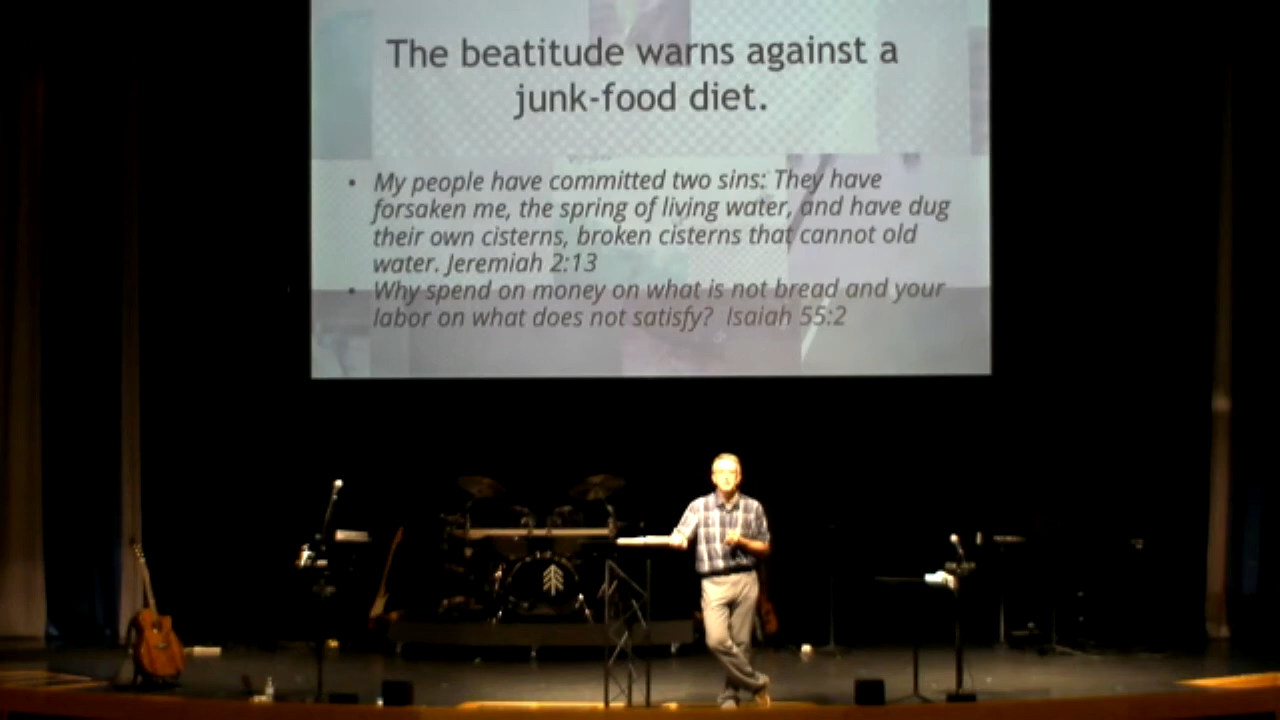 The beatitude warns against a
junk-food diet.
• My people have committed two sins: They have
forsaken me, the spring of living water, and have dug
their own cisterns, broken cisterns that cannot old
water. Jeremiah 2:13
• Why spend on money on what is not bread and your
labor on what does not satisfy? Isaiah 55:2